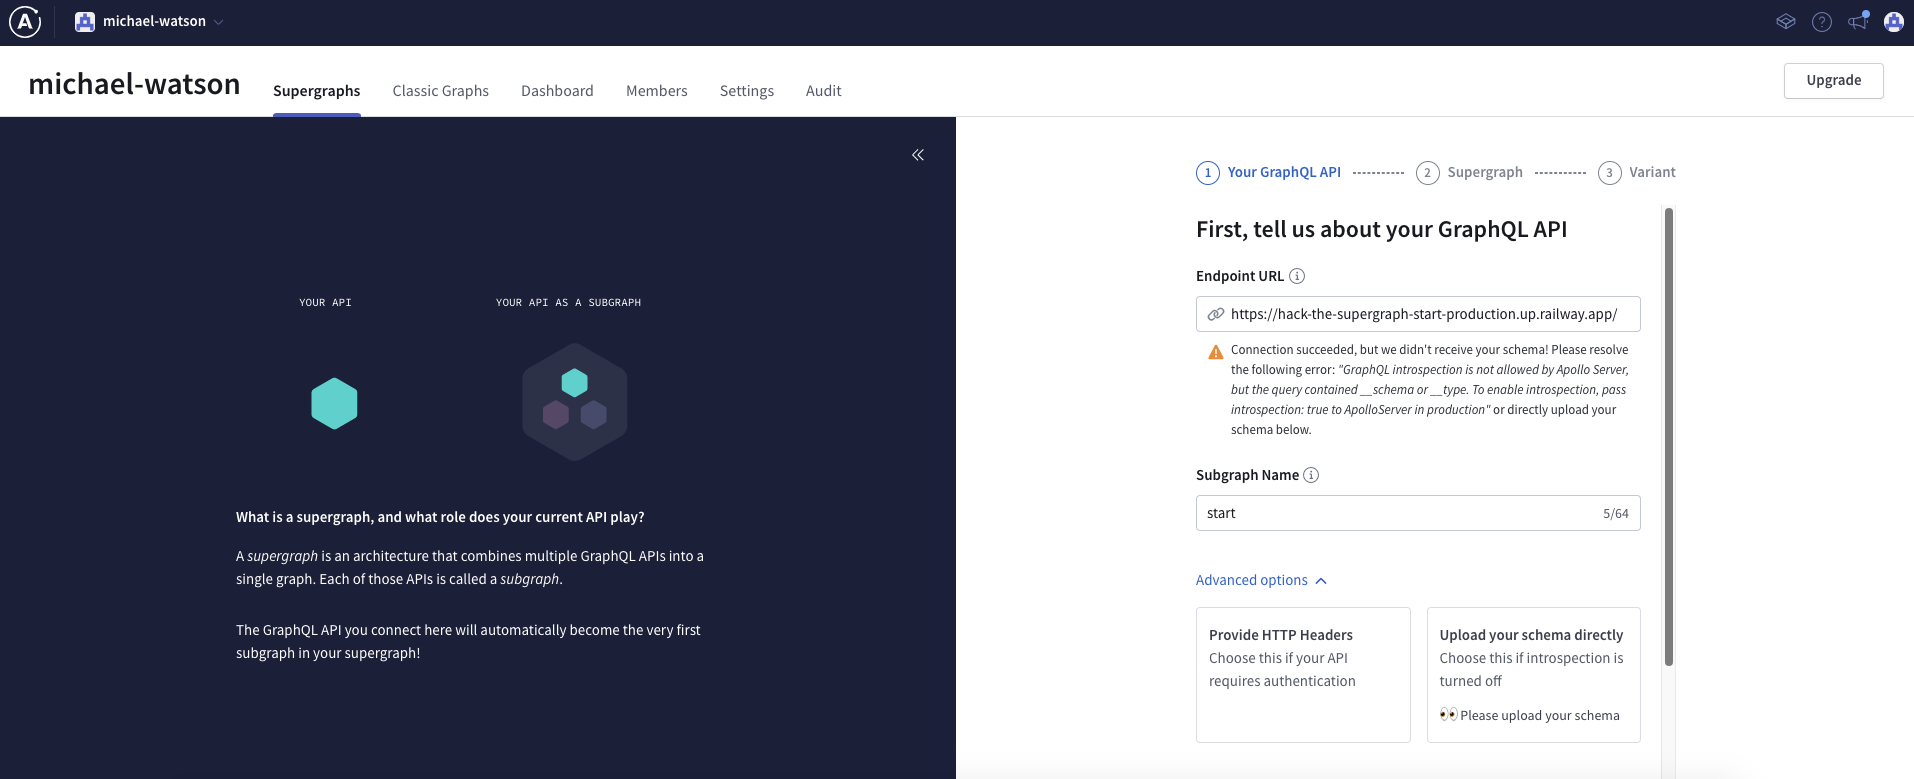 michael-watson
michael-watson
Supergraphs
Classic Graphs
Dashboard
Members
Settings
Audit
Upgrade
YOUR API
YOUR API AS A SUBGRAPH
What is a supergraph, and what role does your current API play?
A supergraph is an architecture that combines multiple GraphQL APIs into a
single graph. Each of those APIs is called a subgraph.
The GraphQL API you connect here will automatically become the very first
subgraph in your supergraph!
1 Your GraphQL API
2 Supergraph
3 Variant
First, tell us about your GraphQL API
Endpoint URL
https://hack-the-supergraph-start-production.up.railway.app/
Connection succeeded, but we didn't receive your schema! Please resolve
the following error: "GraphQL introspection is not allowed by Apollo Server,
but the query contained __schema or __type. To enable introspection, pass
introspection: true to ApolloServer in production" or directly upload your
schema below.
Subgraph Name
start
5/64
Advanced options
Provide HTTP Headers
Choose this if your API
requires authentication
Upload your schema directly
Choose this if introspection is
turned off
👀 Please upload your schema